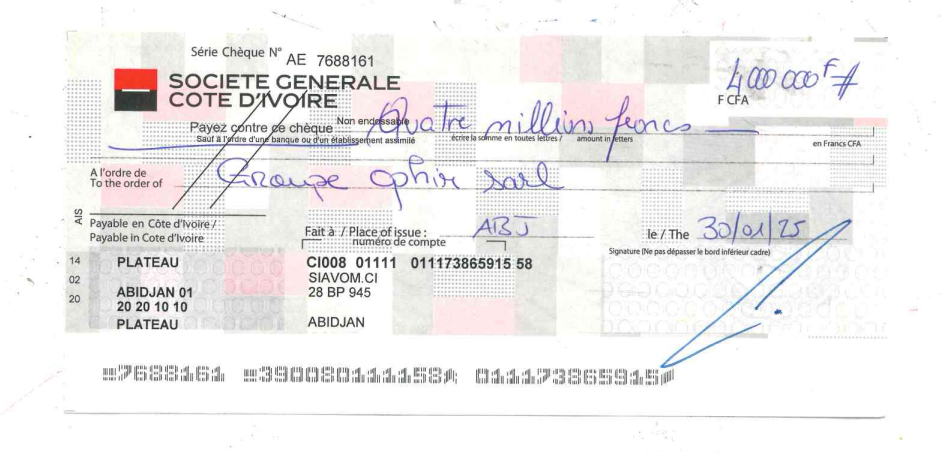 Série Chèque N° AE 7688161
SOCIETE GENERALE
COTE D'IVOIRE
4 000 000 F #
F CFA
Payez contre ce chèque Non endossable Quatre millions francs
Sauf à l'ordre d'une banque ou d'un établissement assimilé écrire la somme en toutes lettres / amount in letters en Francs CFA
A l'ordre de
To the order of Groupe Ophir sarl
AIS
Payable en Côte d'Ivoire /
Payable in Cote d'Ivoire
Fait à / Place of issue : ABJ le / The 30/01/25
numéro de compte
Signature (Ne pas dépasser le bord inférieur cadre)
14 PLATEAU CI008 01111 011173865915 58
02 SIAVOM.CI
20 ABIDJAN 01 28 BP 945
20 20 10 10
PLATEAU ABIDJAN
7688161 390080111158 011173865915